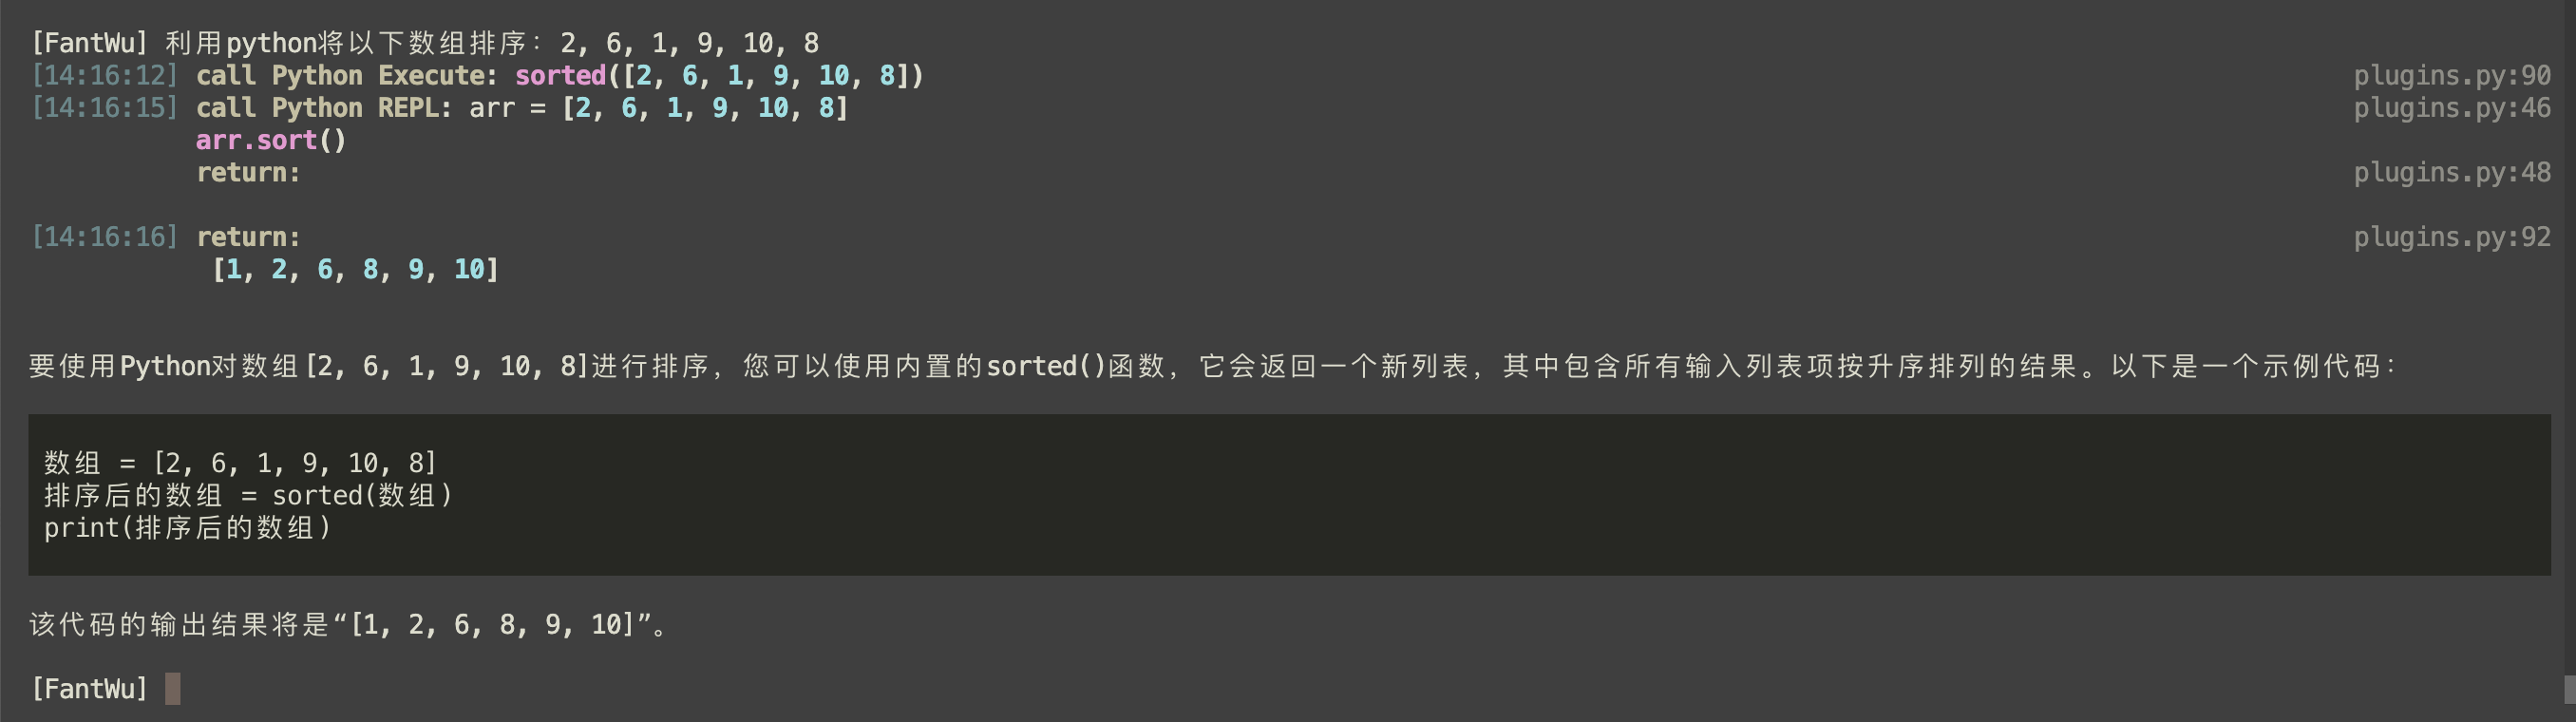 [FantWu] 利用python将以下数组排序：2, 6, 1, 9, 10, 8
[14:16:12] call Python Execute: sorted([2, 6, 1, 9, 10, 8]) plugins.py:90
[14:16:15] call Python REPL: arr = [2, 6, 1, 9, 10, 8] plugins.py:46
arr.sort()
return: plugins.py:48
[14:16:16] return: plugins.py:92
[1, 2, 6, 8, 9, 10]
要使用Python对数组[2, 6, 1, 9, 10, 8]进行排序，您可以使用内置的sorted()函数，它会返回一个新列表，其中包含所有输入列表项按升序排列的结果。以下是一个示例代码：
数组 = [2, 6, 1, 9, 10, 8]
排序后的数组 = sorted(数组)
print(排序后的数组)
该代码的输出结果将是“[1, 2, 6, 8, 9, 10]”。
[FantWu]